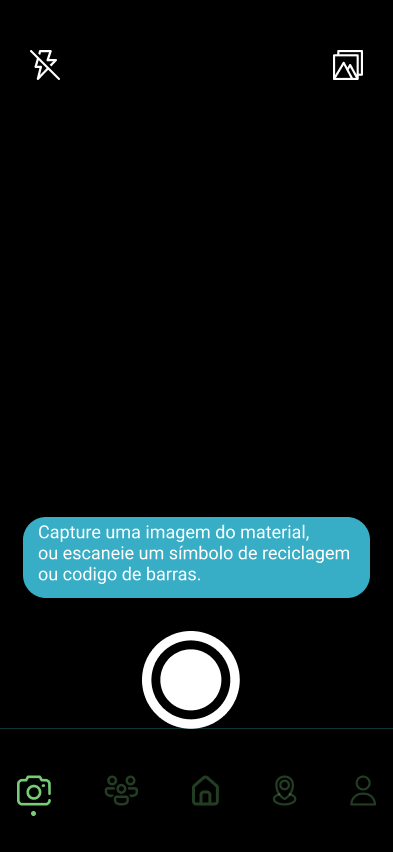 Capture uma imagem do material,
ou escaneie um símbolo de reciclagem
ou codigo de barras.